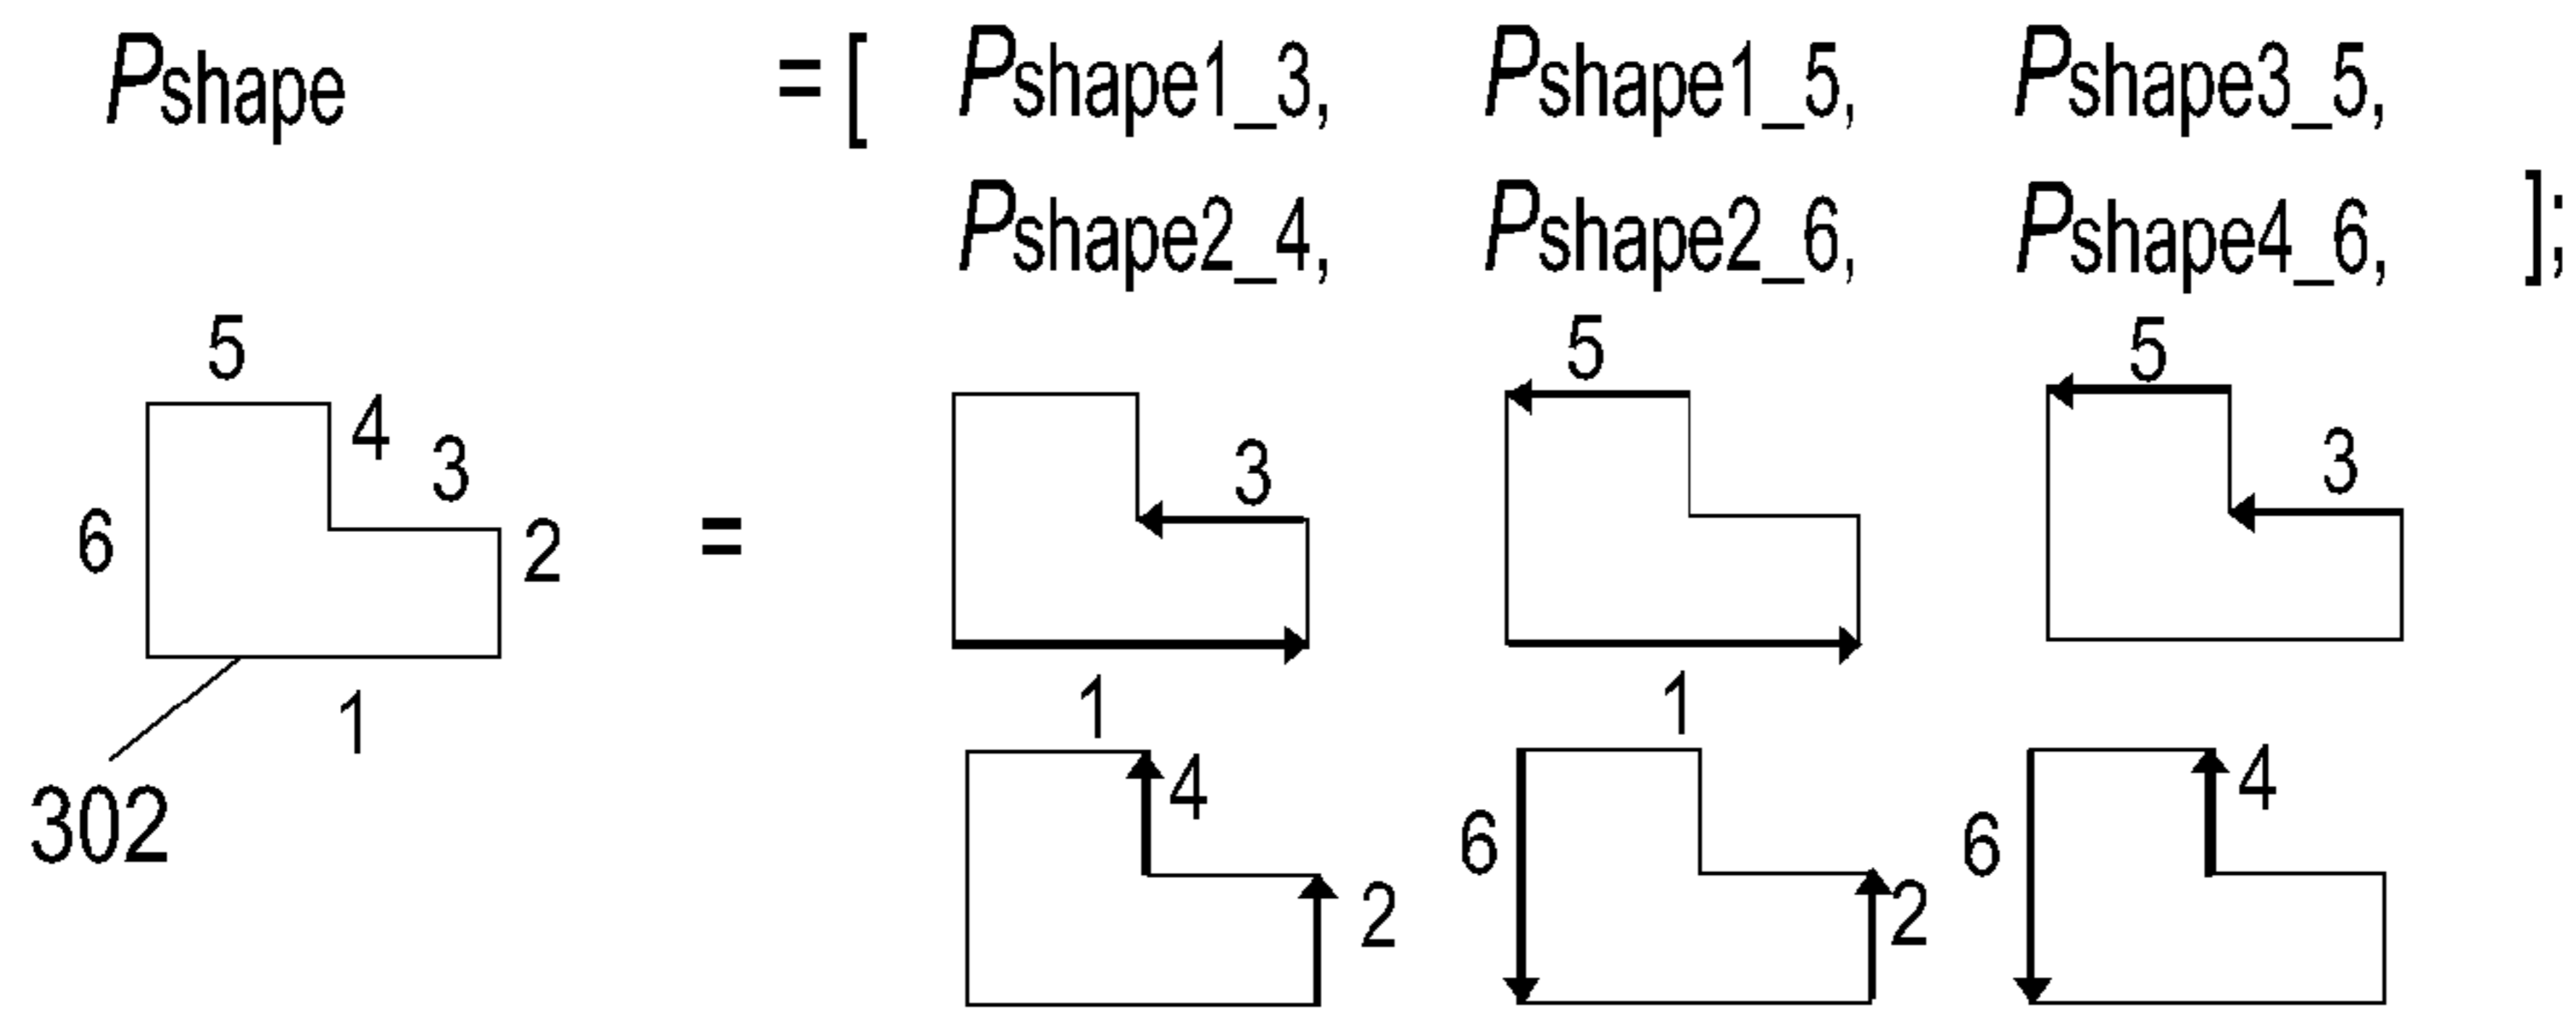 Pshape = [ Pshape1_3, Pshape1_5, Pshape3_5,
Pshape2_4, Pshape2_6, Pshape4_6, ];
5 5 5
4 3 3 3
6 2 =
1 1 1
302
4 6 4 6
2 2